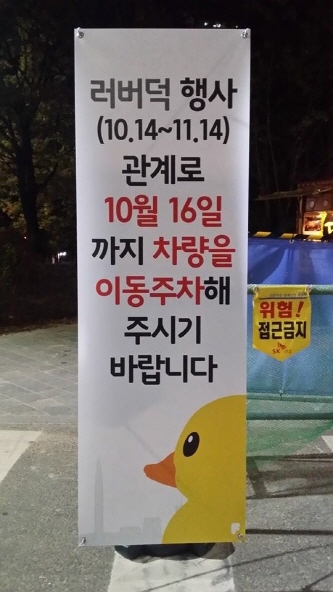 러버덕 행사
(10.14~11.14)
관계로
10월 16일
까지 차량을
이동주차해
주시기
바랍니다
위험!
접근금지
SK